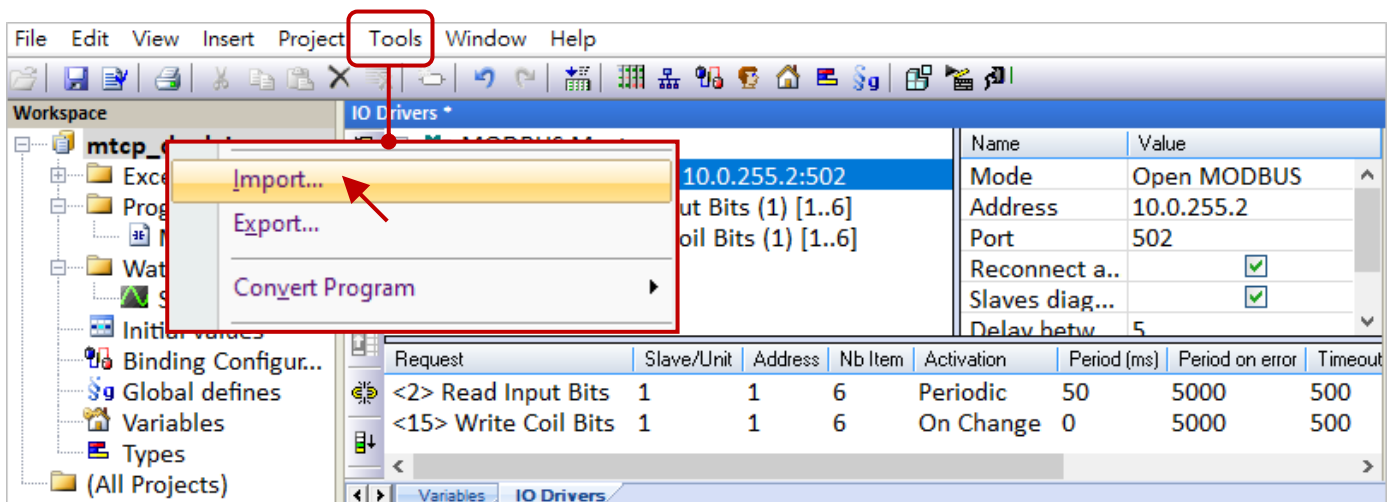 File Edit View Insert Project Tools Window Help
Workspace
IO Drivers *
mtcp_
Name Value
10.0.255.2:502
Mode Open MODBUS
Import...
Address 10.0.255.2
ut Bits (1) [1..6]
Export...
Port 502
oil Bits (1) [1..6]
Reconnect a..
Convert Program
Slaves diag...
5
Initial values
Request Slave/Unit Address Nb Item Activation Period (ms) Period on error Timeout
Binding Configur...
<2> Read Input Bits 1 1 6 Periodic 50 5000 500
Global defines
<15> Write Coil Bits 1 1 6 On Change 0 5000 500
Variables
Types
(All Projects)
Variables IO Drivers